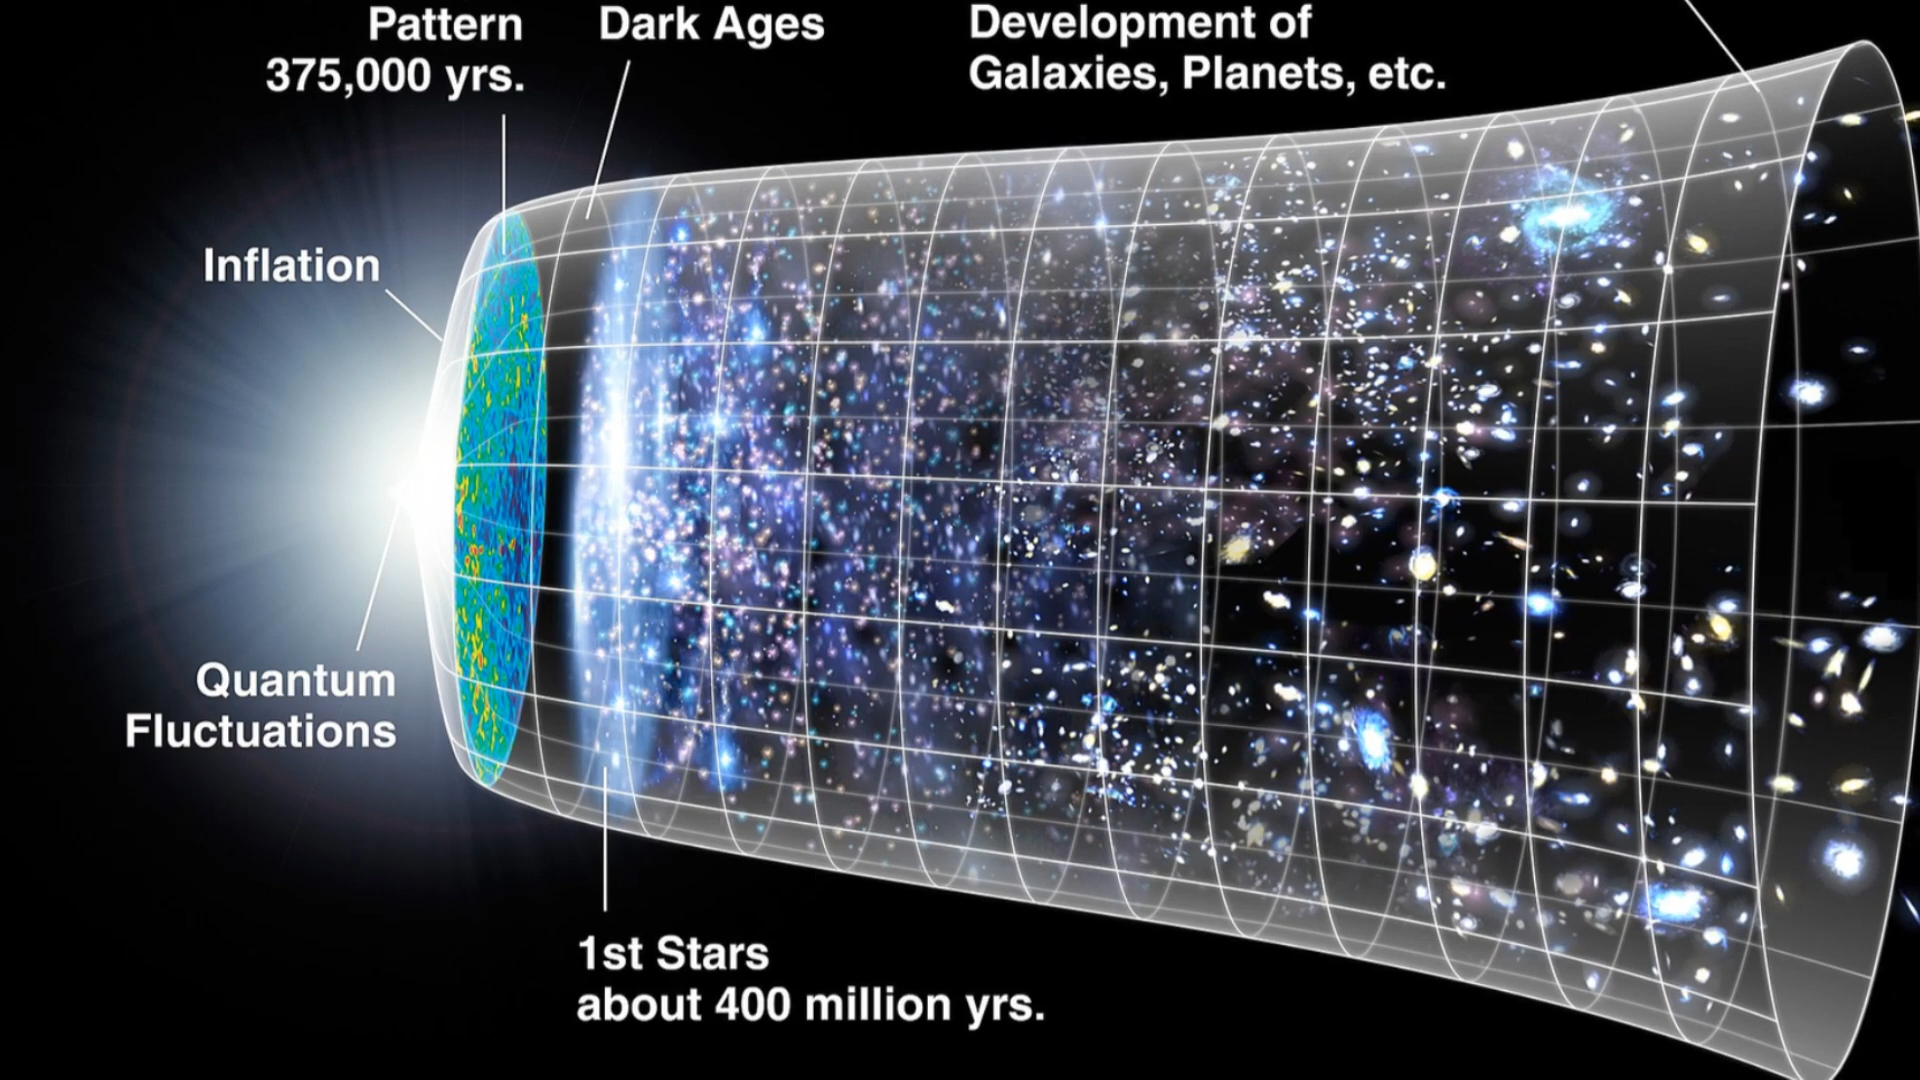 Pattern
375,000 yrs.
Dark Ages
Development of
Galaxies, Planets, etc.
Inflation
Quantum
Fluctuations
1st Stars
about 400 million yrs.